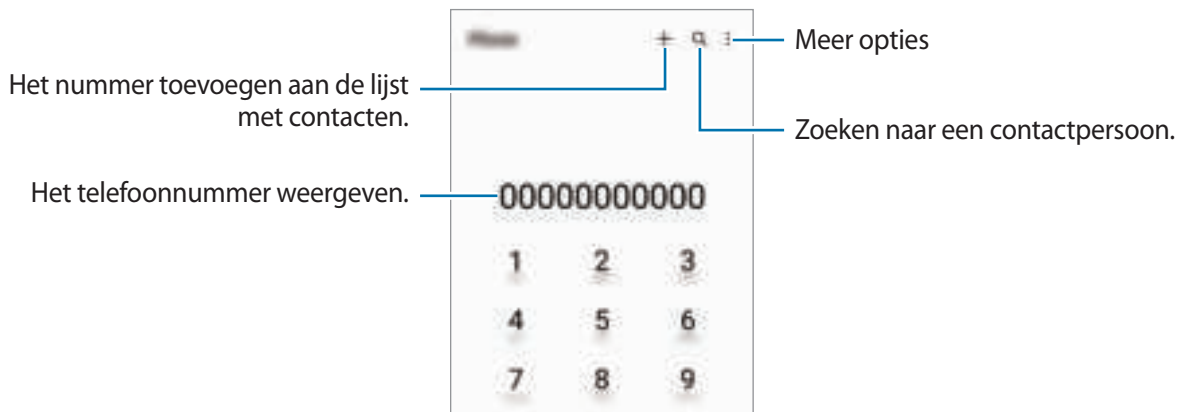 Meer opties
Het nummer toevoegen aan de lijst
met contacten.
Zoeken naar een contactpersoon.
Het telefoonnummer weergeven.
00000000000
1 2 3
4 5 6
7 8 9